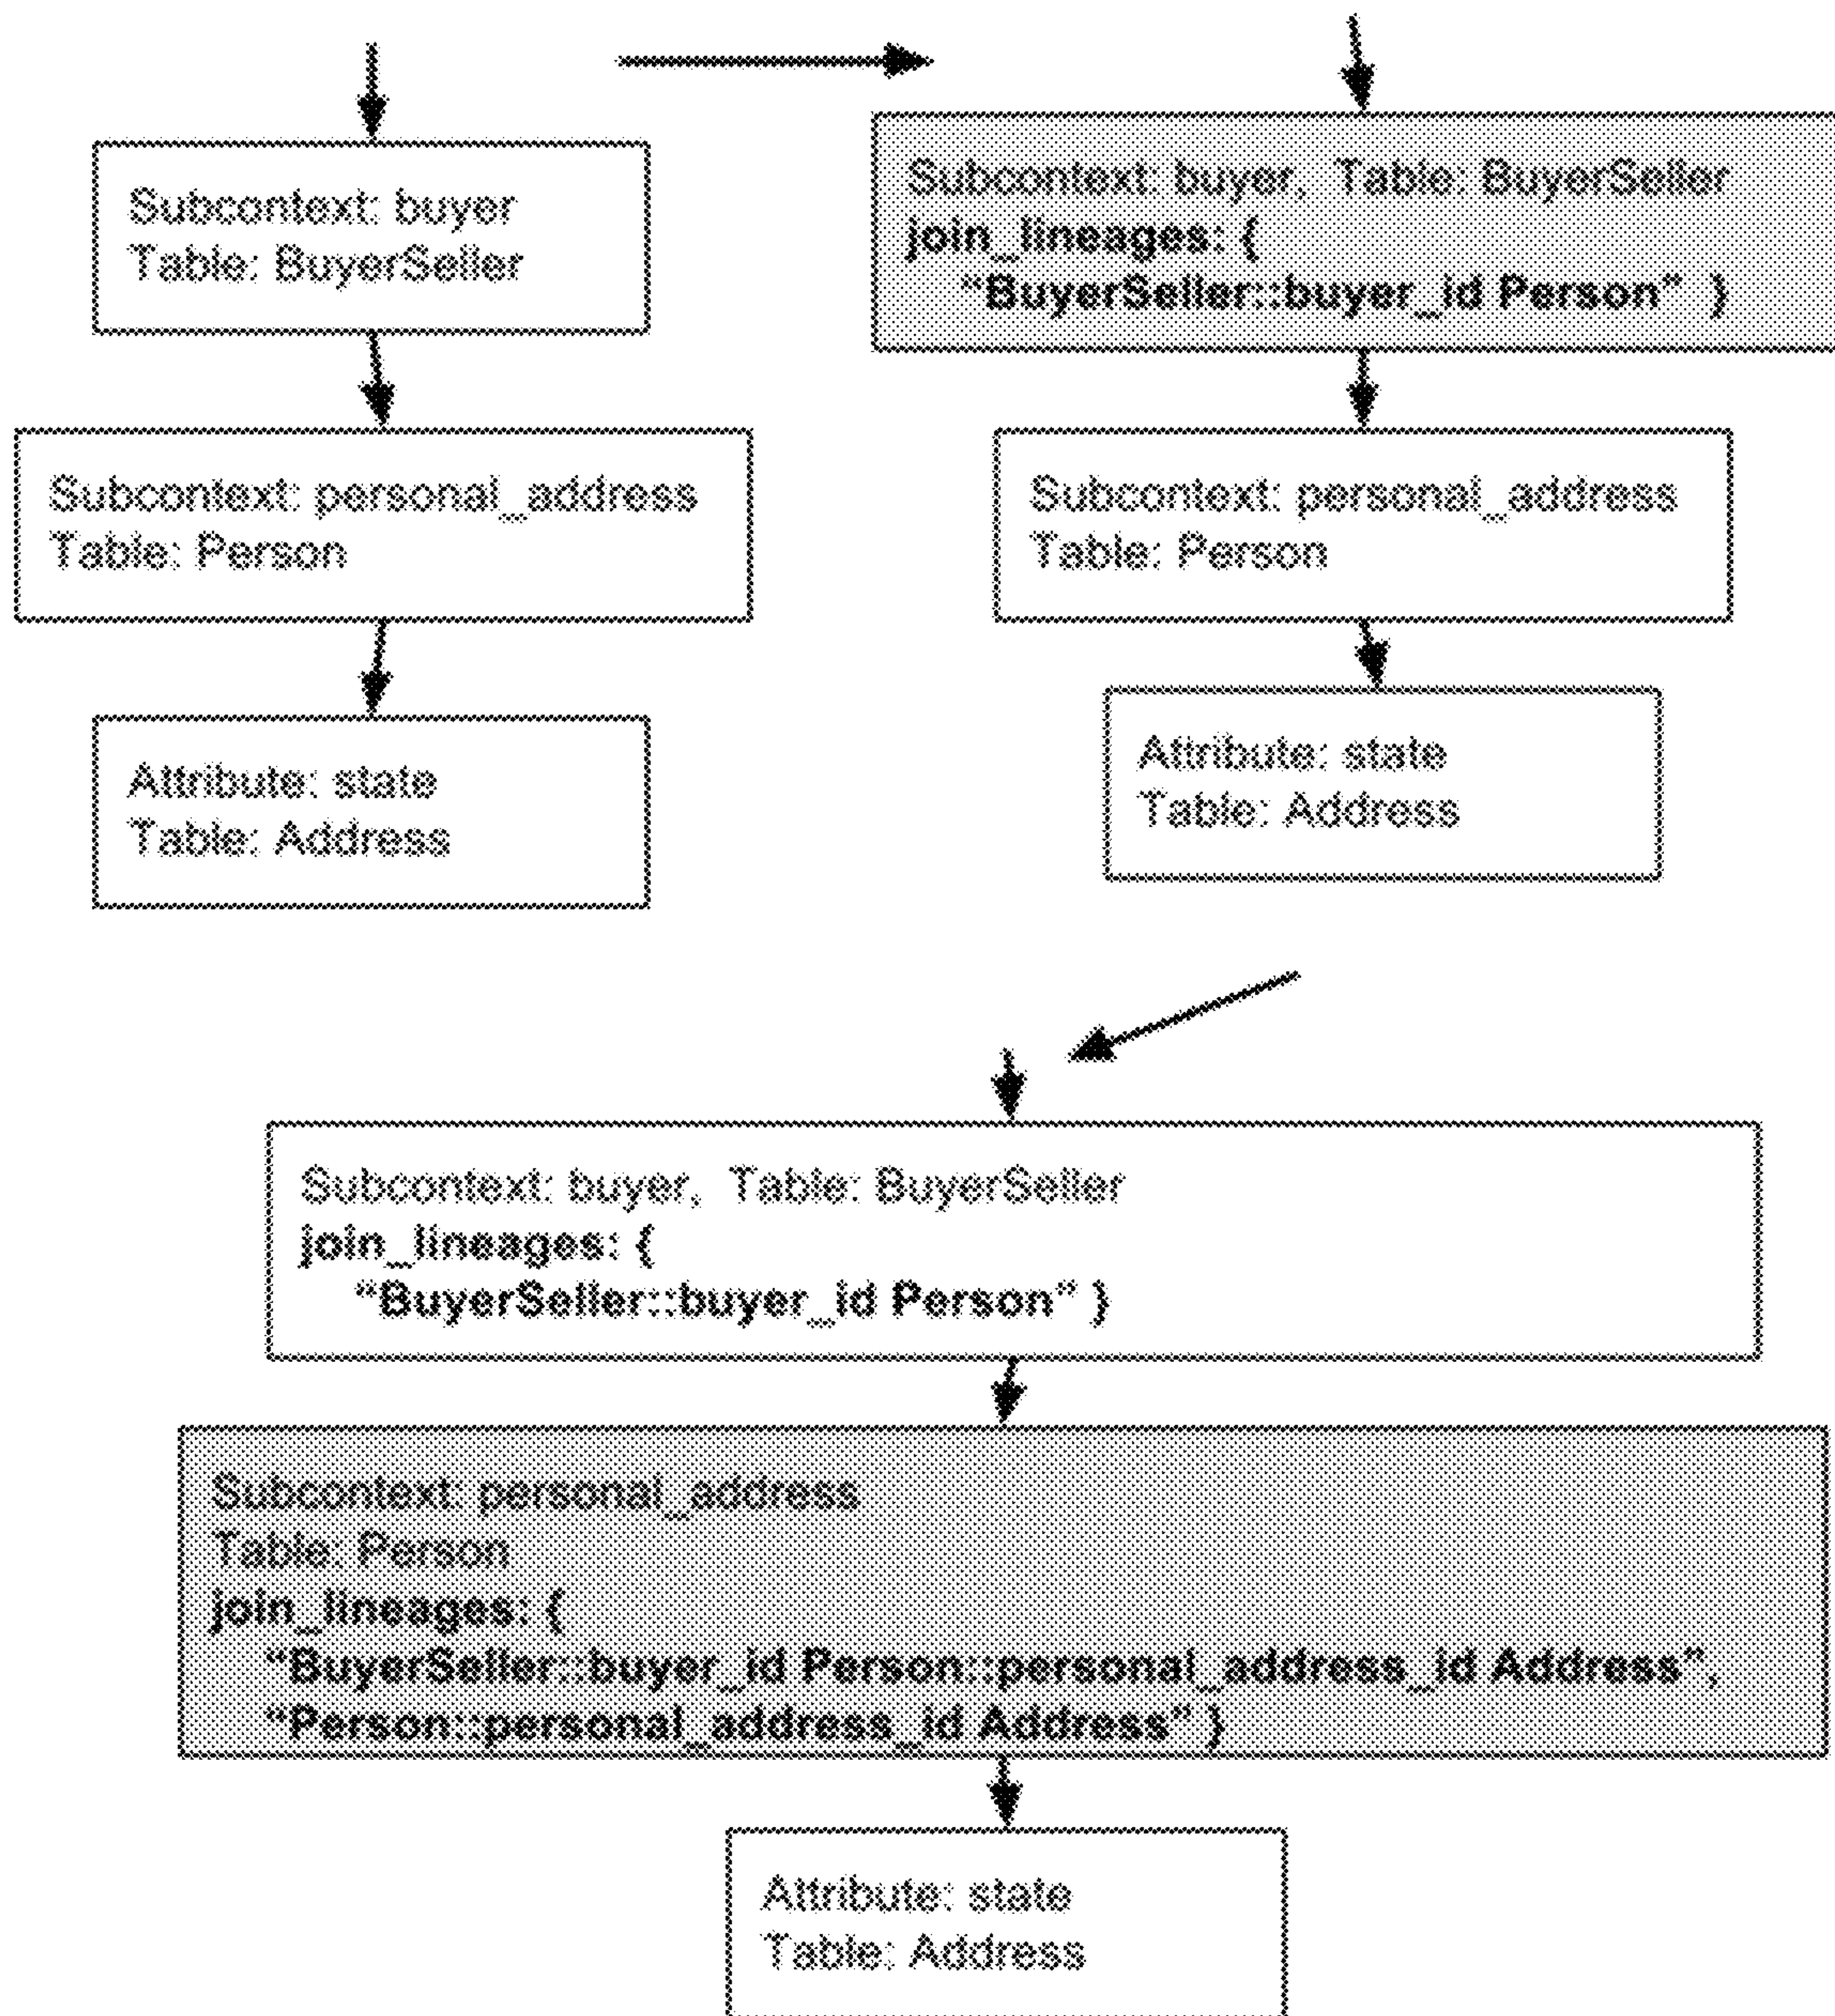 Subcontext: buyer
Table: BuyerSeller
Subcontext: personal_address
Table: Person
Attribute: state
Table: Address
Subcontext: buyer, Table: BuyerSeller
join_lineages: {
“BuyerSeller::buyer_id Person” }
Subcontext: personal_address
Table: Person
Attribute: state
Table: Address
Subcontext: buyer, Table: BuyerSeller
join_lineages: {
“BuyerSeller::buyer_id Person” }
Subcontext: personal_address
Table: Person
join_lineages: {
“BuyerSeller::buyer_id Person::personal_address_id Address”,
“Person::personal_address_id Address” }
Attribute: state
Table: Address